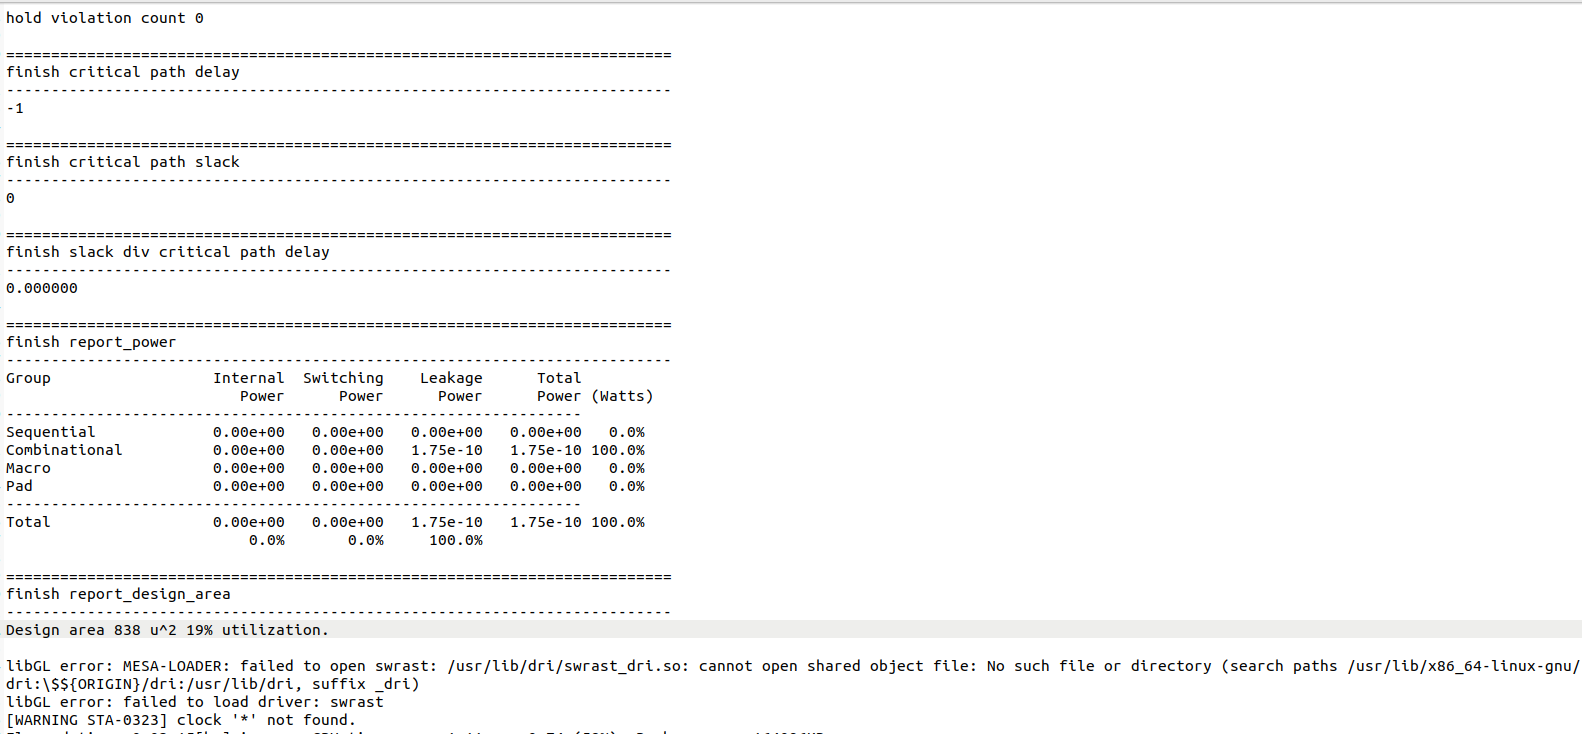 hold violation count 0
==========================================================================
finish critical path delay
--------------------------------------------------------------------------
-1
==========================================================================
finish critical path slack
--------------------------------------------------------------------------
0
==========================================================================
finish slack div critical path delay
--------------------------------------------------------------------------
0.000000
==========================================================================
finish report_power
--------------------------------------------------------------------------
Group                  Internal  Switching    Leakage      Total
                          Power      Power      Power      Power (Watts)
----------------------------------------------------------------
Sequential             0.00e+00   0.00e+00   0.00e+00   0.00e+00   0.0%
Combinational          0.00e+00   0.00e+00   1.75e-10   1.75e-10 100.0%
Macro                  0.00e+00   0.00e+00   0.00e+00   0.00e+00   0.0%
Pad                    0.00e+00   0.00e+00   0.00e+00   0.00e+00   0.0%
----------------------------------------------------------------
Total                  0.00e+00   0.00e+00   1.75e-10   1.75e-10 100.0%
                           0.0%       0.0%     100.0%
==========================================================================
finish report_design_area
--------------------------------------------------------------------------
Design area 838 u^2 19% utilization.
libGL error: MESA-LOADER: failed to open swrast: /usr/lib/dri/swrast_dri.so: cannot open shared object file: No such file or directory (search paths /usr/lib/x86_64-linux-gnu/
dri:\$${ORIGIN}/dri:/usr/lib/dri, suffix _dri)
libGL error: failed to load driver: swrast
[WARNING STA-0323] clock '*' not found.